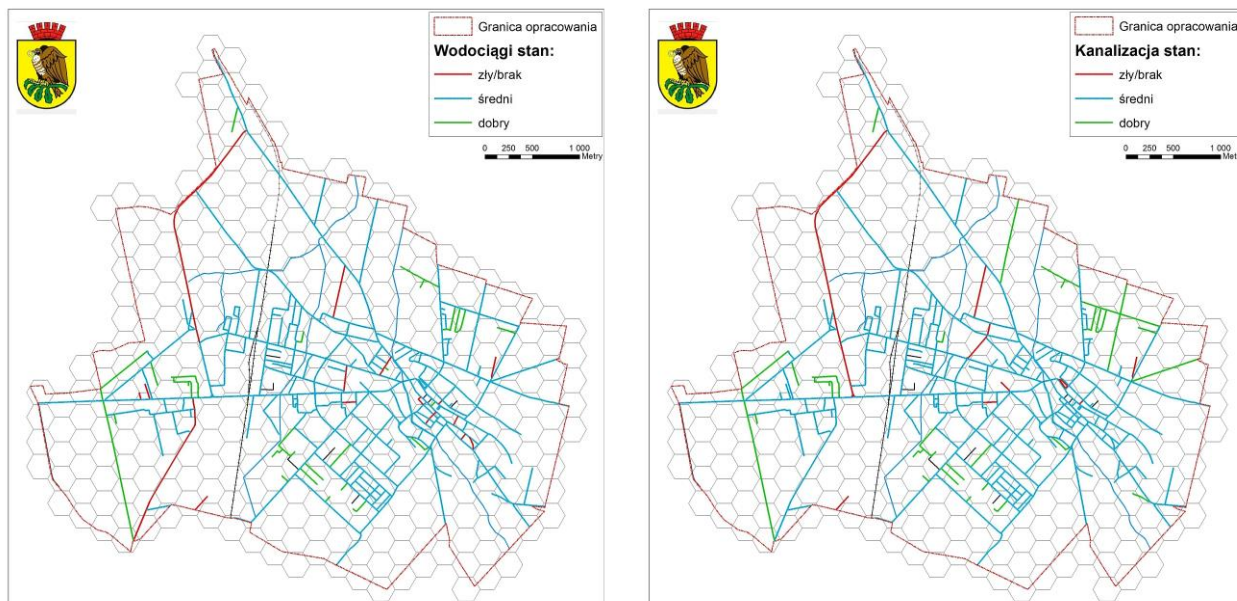 Granica opracowania
Wodociągi stan:
zły/brak
średni
dobry
0 250 500 1 000
Metry
Granica opracowania
Kanalizacja stan:
zły/brak
średni
dobry
0 250 500 1 000
Metry